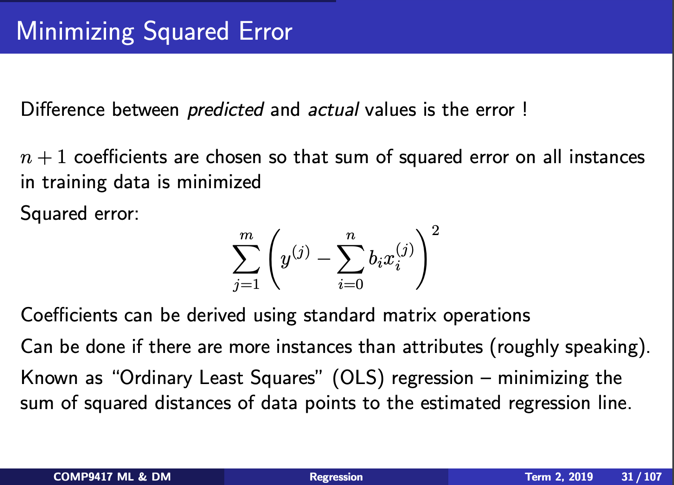 Minimizing Squared Error
Difference between predicted and actual values is the error !
n + 1 coefficients are chosen so that sum of squared error on all instances
in training data is minimized
Squared error:
\sum_{j=1}^{m} \left( y^{(j)} - \sum_{i=0}^{n} b_i x_i^{(j)} \right)^2
Coefficients can be derived using standard matrix operations
Can be done if there are more instances than attributes (roughly speaking).
Known as “Ordinary Least Squares” (OLS) regression – minimizing the
sum of squared distances of data points to the estimated regression line.
COMP9417 ML & DM Regression Term 2, 2019 31 / 107